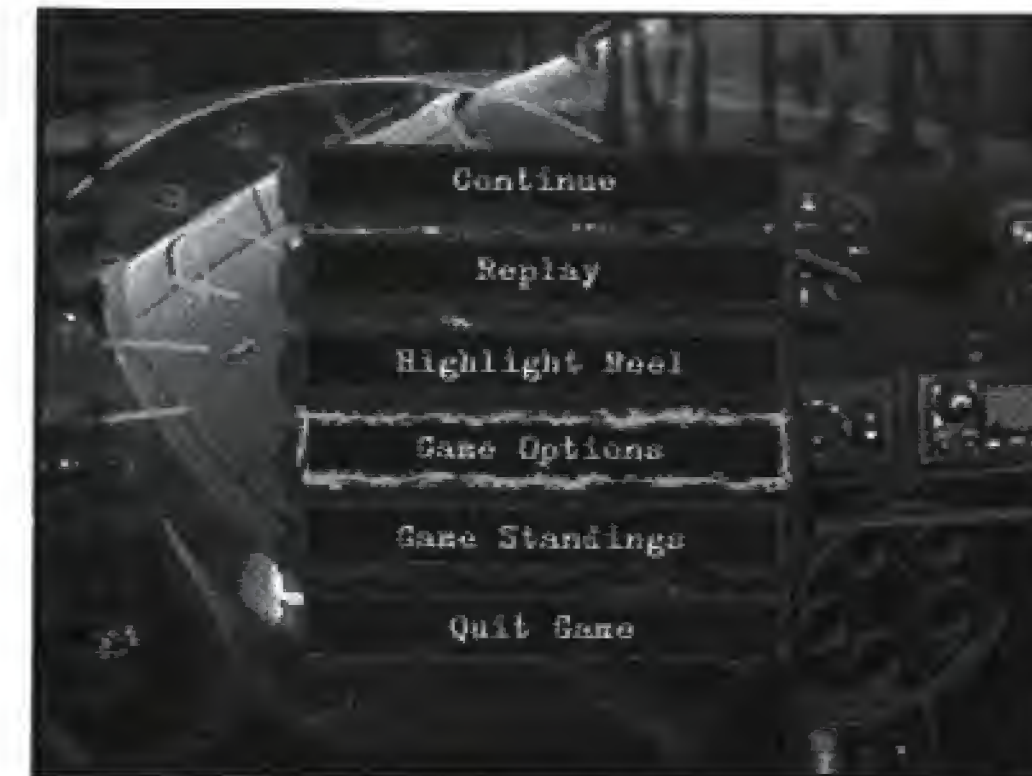 Continue
Replay
Highlight Reel
Game Options
Game Standings
Quit Game